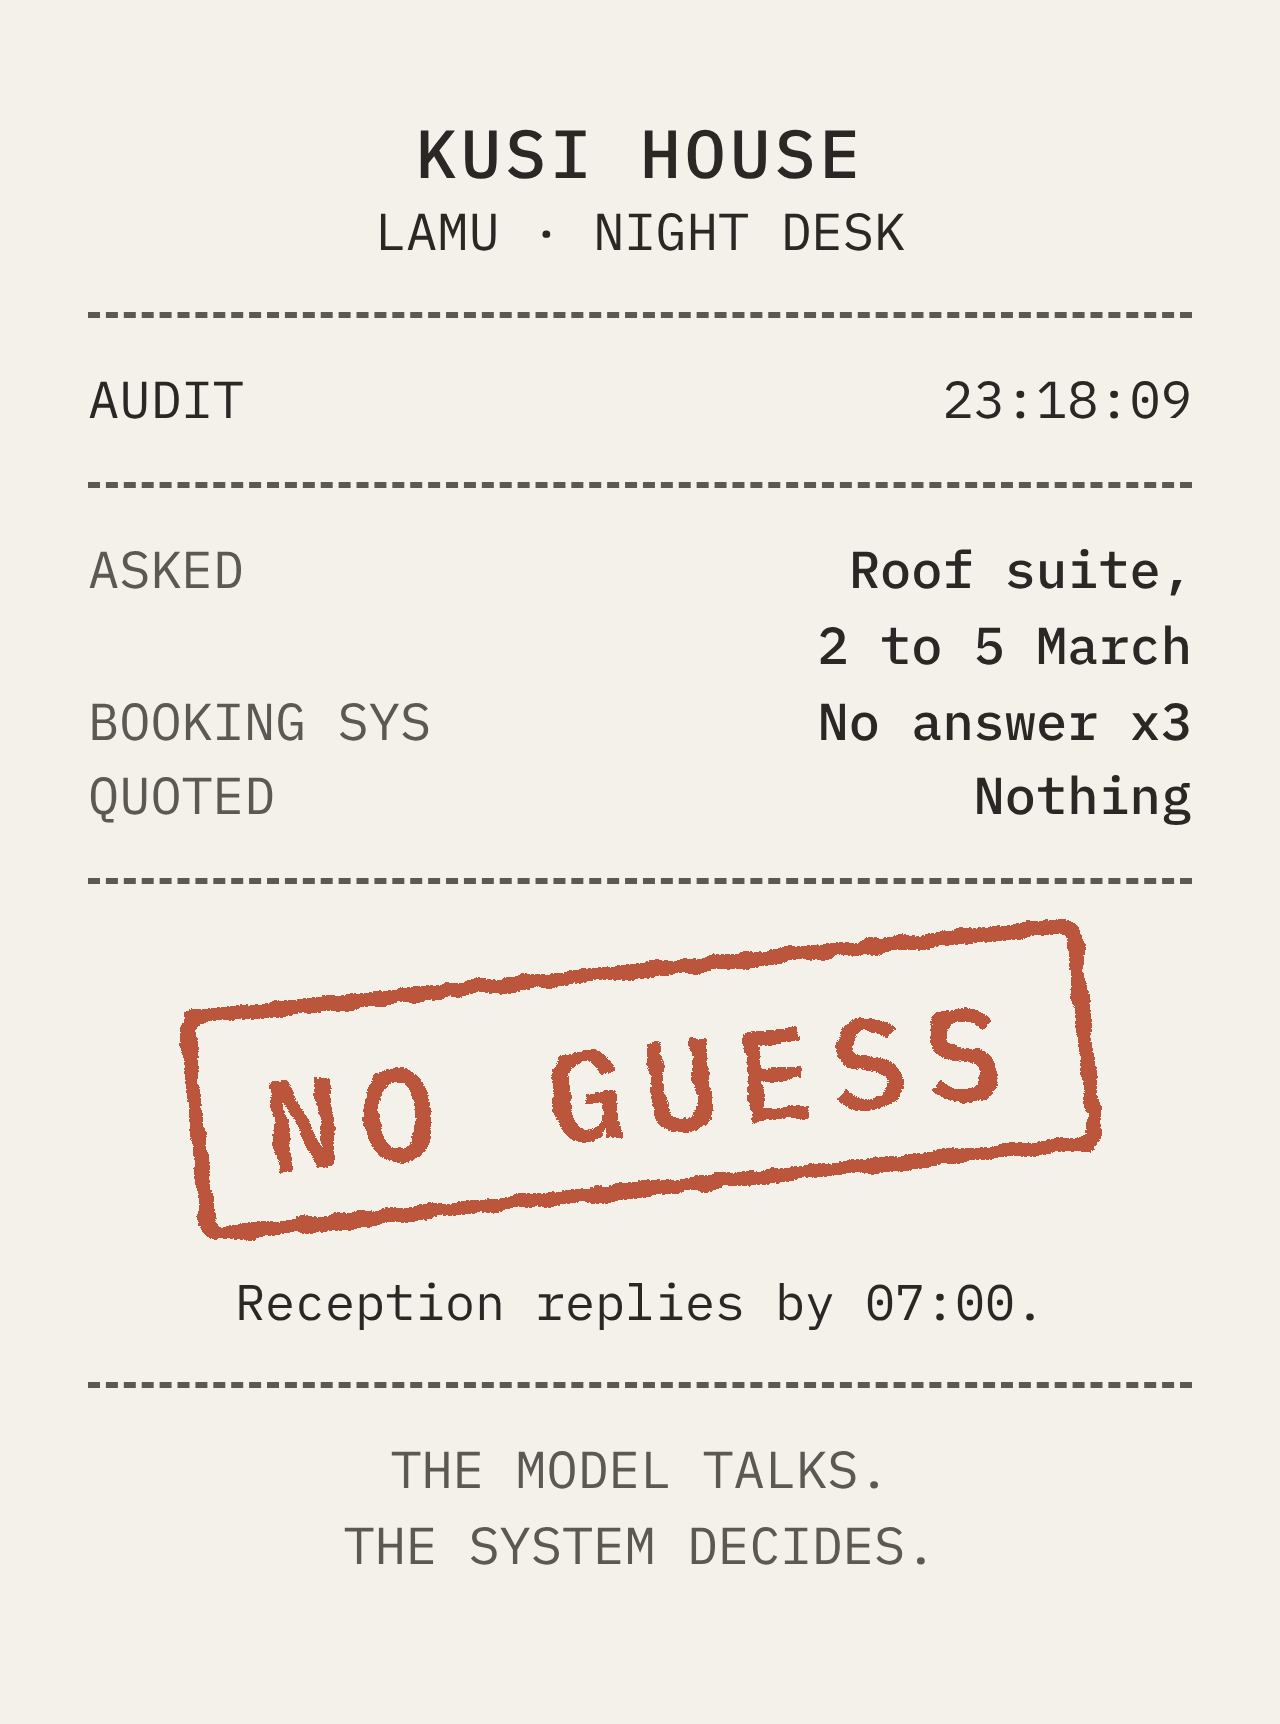 KUSI HOUSE
LAMU · NIGHT DESK
AUDIT 23:18:09
ASKED Roof suite,
2 to 5 March
BOOKING SYS No answer x3
QUOTED Nothing
NO GUESS
Reception replies by 07:00.
THE MODEL TALKS.
THE SYSTEM DECIDES.